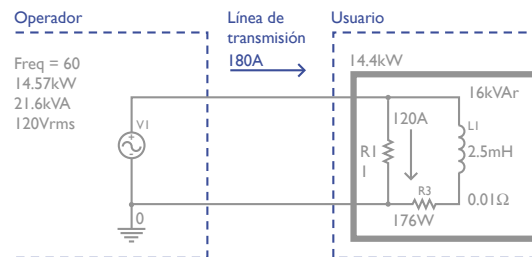 Operador
Línea de
transmisión
180A
Usuario
Freq = 60
14.57kW
21.6kVA
120Vrms
V1
0
14.4kW
16kVAr
120A
L1
R1
1
2.5mH
R3
0.01Ω
176W